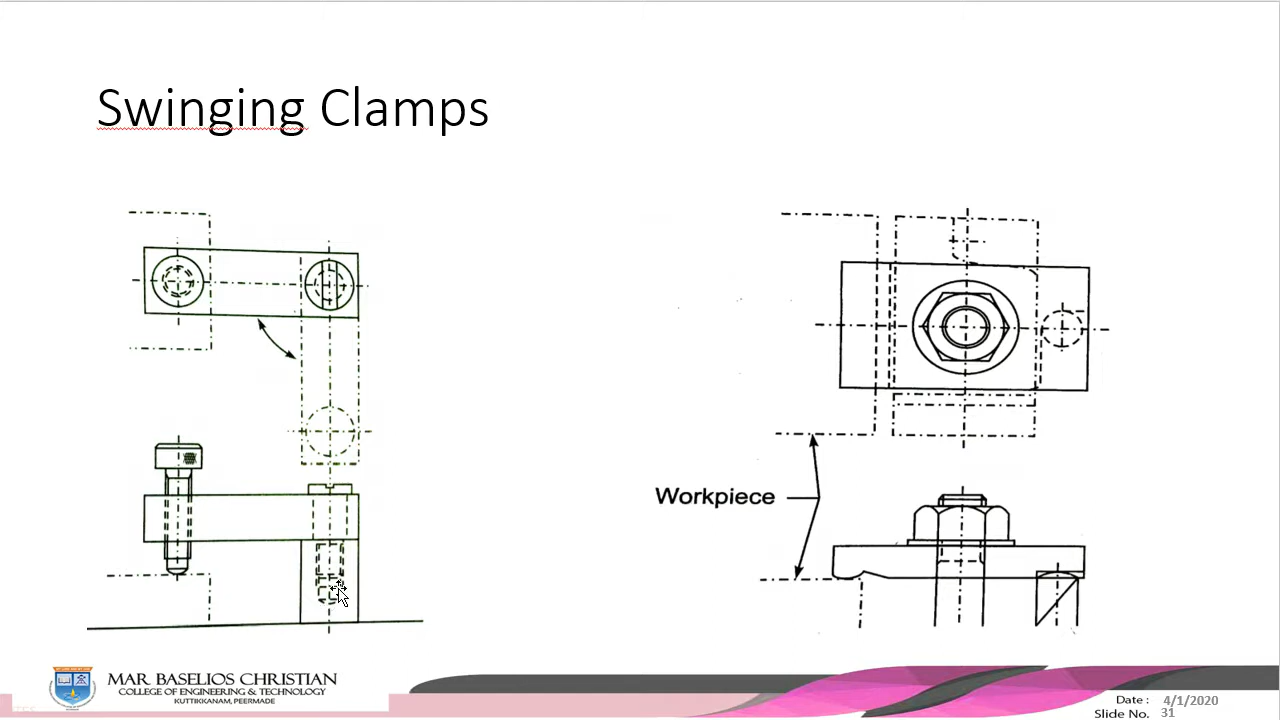 Swinging Clamps
Workpiece
MAR BASELIOS CHRISTIAN
COLLEGE OF ENGINEERING & TECHNOLOGY
KUTTIKKANAM, PEERMADE
Date : 4/1/2020
Slide No. 31